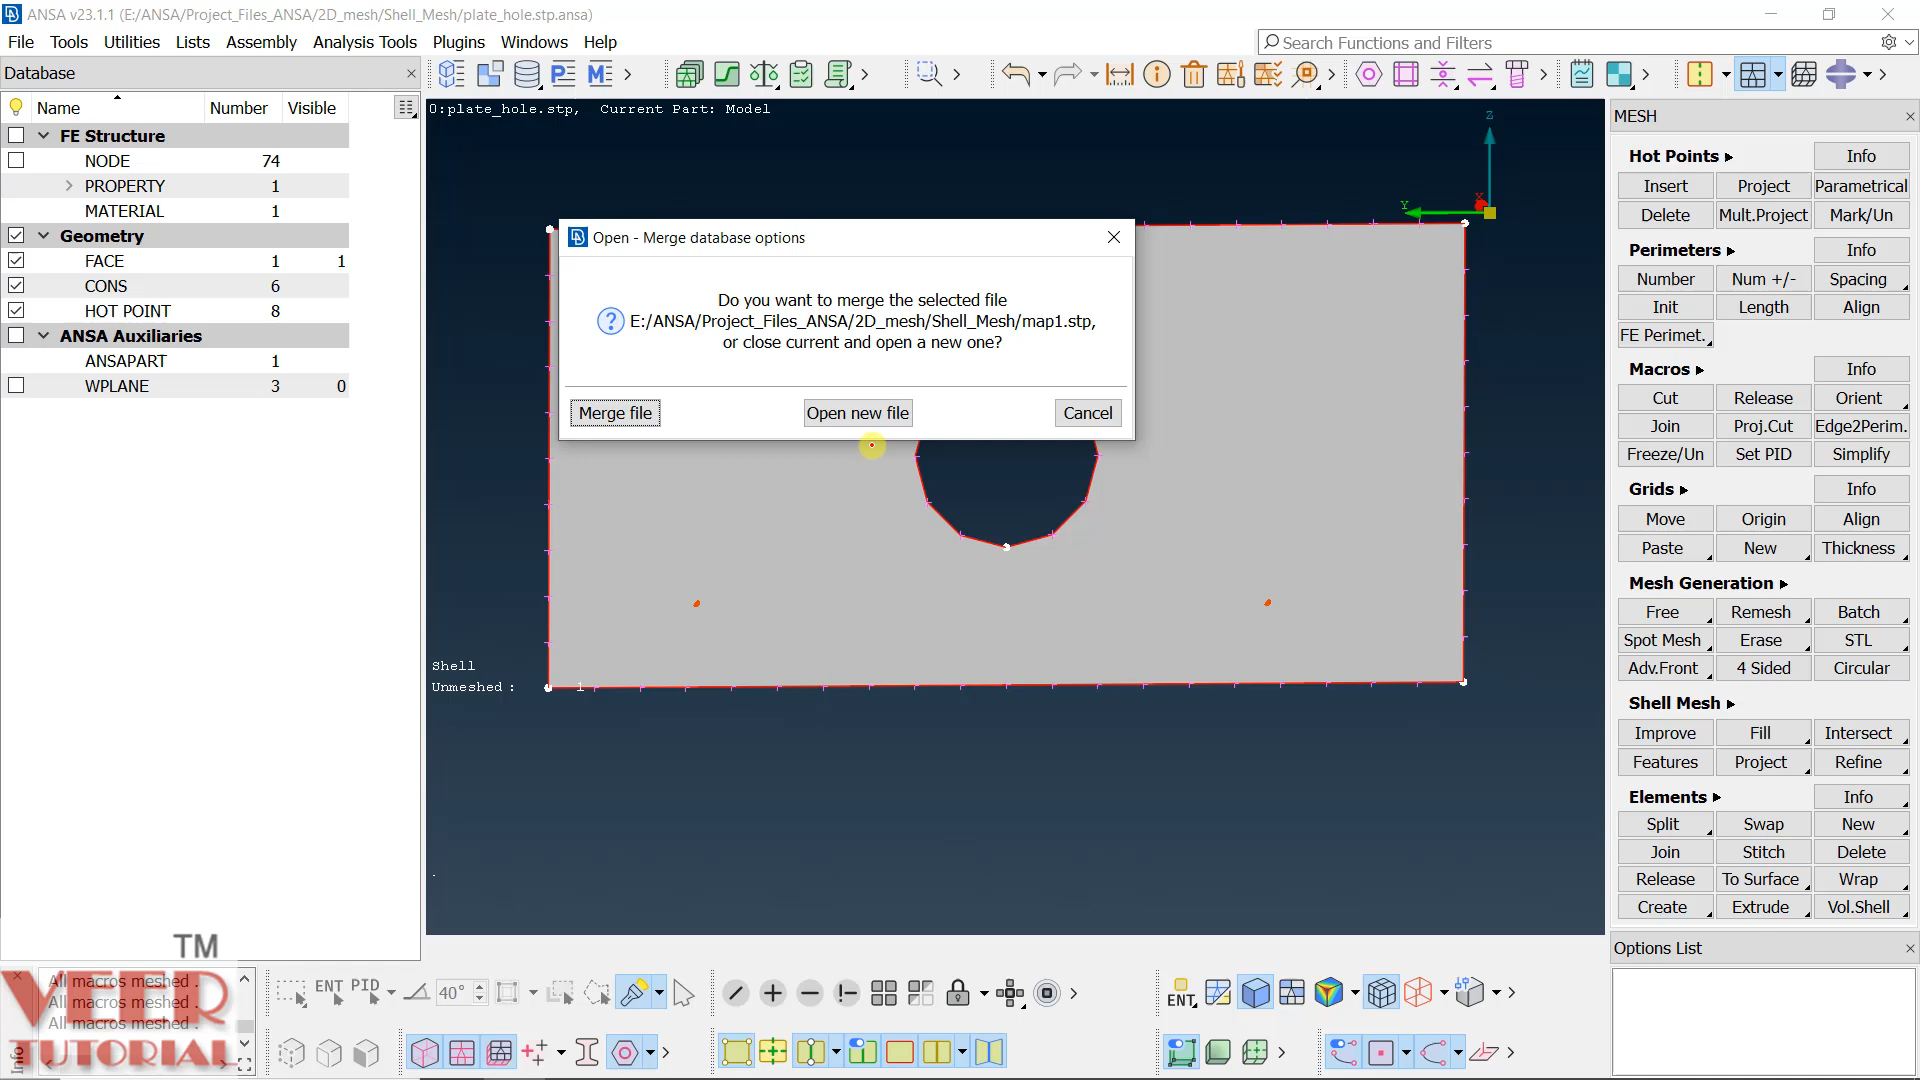 ANSA v23.1.1 (E:/ANSA/Project_Files_ANSA/2D_mesh/Shell_Mesh/plate_hole.stp.ansa)
File Tools Utilities Lists Assembly Analysis Tools Plugins Windows Help
Search Functions and Filters
Database
Name Number Visible
FE Structure
NODE 74
PROPERTY 1
MATERIAL 1
Geometry
FACE 1 1
CONS 6
HOT POINT 8
ANSA Auxiliaries
ANSAPART 1
WPLANE 3 0
0:plate_hole.stp, Current Part: Model
Z
Y
X
Open - Merge database options
Do you want to merge the selected file
E:/ANSA/Project_Files_ANSA/2D_mesh/Shell_Mesh/map1.stp,
or close current and open a new one?
Merge file Open new file Cancel
Shell
Unmeshed : 1
MESH
Hot Points Info
Insert Project Parametrical
Delete Mult.Project Mark/Un
Perimeters Info
Number Num +/- Spacing
Init Length Align
FE Perimet.
Macros Info
Cut Release Orient
Join Proj.Cut Edge2Perim.
Freeze/Un Set PID Simplify
Grids Info
Move Origin Align
Paste New Thickness
Mesh Generation
Free Remesh Batch
Spot Mesh Erase STL
Adv.Front 4 Sided Circular
Shell Mesh
Improve Fill Intersect
Features Project Refine
Elements Info
Split Swap New
Join Stitch Delete
Release To Surface Wrap
Create Extrude Vol.Shell
Options List
TM
VEER
TUTORIAL
All macros meshed .
All macros meshed .
All macros meshed .
Info
ENT PID 40°
ENT